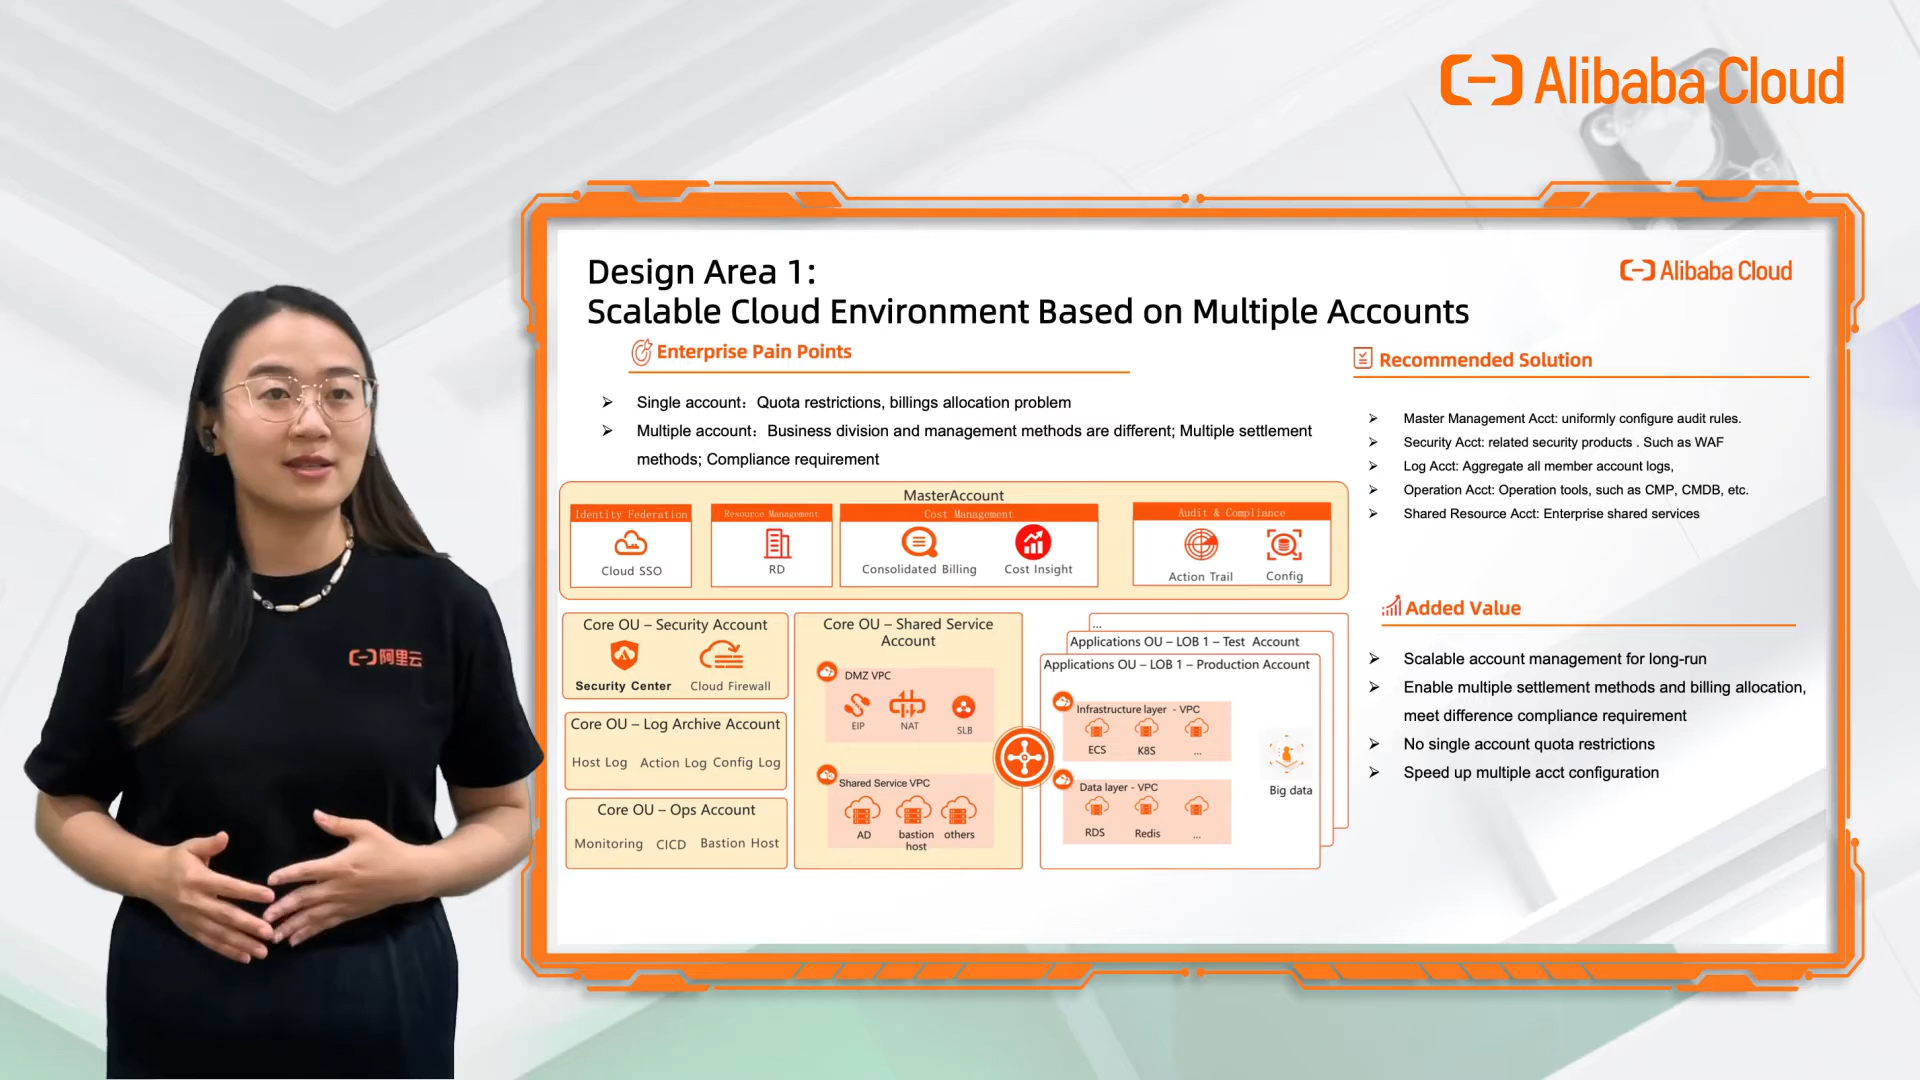 Alibaba Cloud
Design Area 1:
Scalable Cloud Environment Based on Multiple Accounts
Alibaba Cloud
Enterprise Pain Points
➢ Single account：Quota restrictions, billings allocation problem
➢ Multiple account：Business division and management methods are different; Multiple settlement
methods; Compliance requirement
MasterAccount
Identity Federation
Cloud SSO
Resource Management
RD
Cost Management
Consolidated Billing
Cost Insight
Audit & Compliance
Action Trail
Config
Core OU – Security Account
Security Center
Cloud Firewall
Core OU – Log Archive Account
Host Log
Action Log
Config Log
Core OU – Ops Account
Monitoring
CICD
Bastion Host
Core OU – Shared Service
Account
DMZ VPC
EIP
NAT
SLB
Shared Service VPC
AD
bastion
host
others
...
Applications OU – LOB 1 – Test Account
Applications OU – LOB 1 – Production Account
Infrastructure layer - VPC
ECS
K8S
...
Data layer - VPC
RDS
Redis
...
Big data
Recommended Solution
➢ Master Management Acct: uniformly configure audit rules.
➢ Security Acct: related security products . Such as WAF
➢ Log Acct: Aggregate all member account logs,
➢ Operation Acct: Operation tools, such as CMP, CMDB, etc.
➢ Shared Resource Acct: Enterprise shared services
Added Value
➢ Scalable account management for long-run
➢ Enable multiple settlement methods and billing allocation,
meet difference compliance requirement
➢ No single account quota restrictions
➢ Speed up multiple acct configuration
阿里云